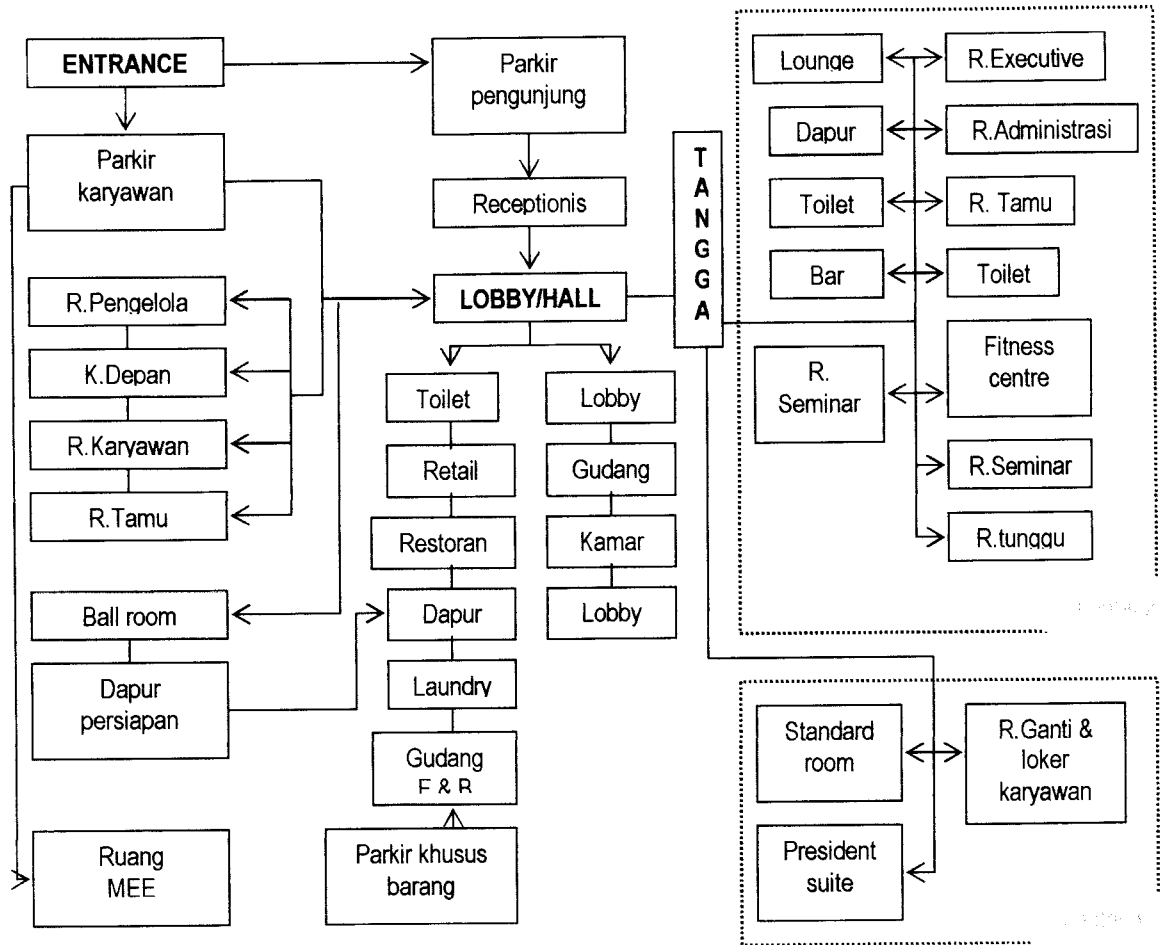 ENTRANCE
Parkir
pengunjung
Parkir
karyawan
Receptionis
LOBBY/HALL
T
A
N
G
G
A
R.Pengelola
K.Depan
R.Karyawan
R.Tamu
Toilet
Retail
Restoran
Dapur
Laundry
Gudang
Parkir khusus
barang
Lobby
Gudang
Kamar
Lobby
Ball room
Dapur
persiapan
Ruang
MEE
Lounge
R.Executive
Dapur
R.Administrasi
Toilet
R. Tamu
Bar
Toilet
R.
Seminar
Fitness
centre
R.Seminar
R.tunggu
Standard
room
R.Ganti &
loker
karyawan
President
suite